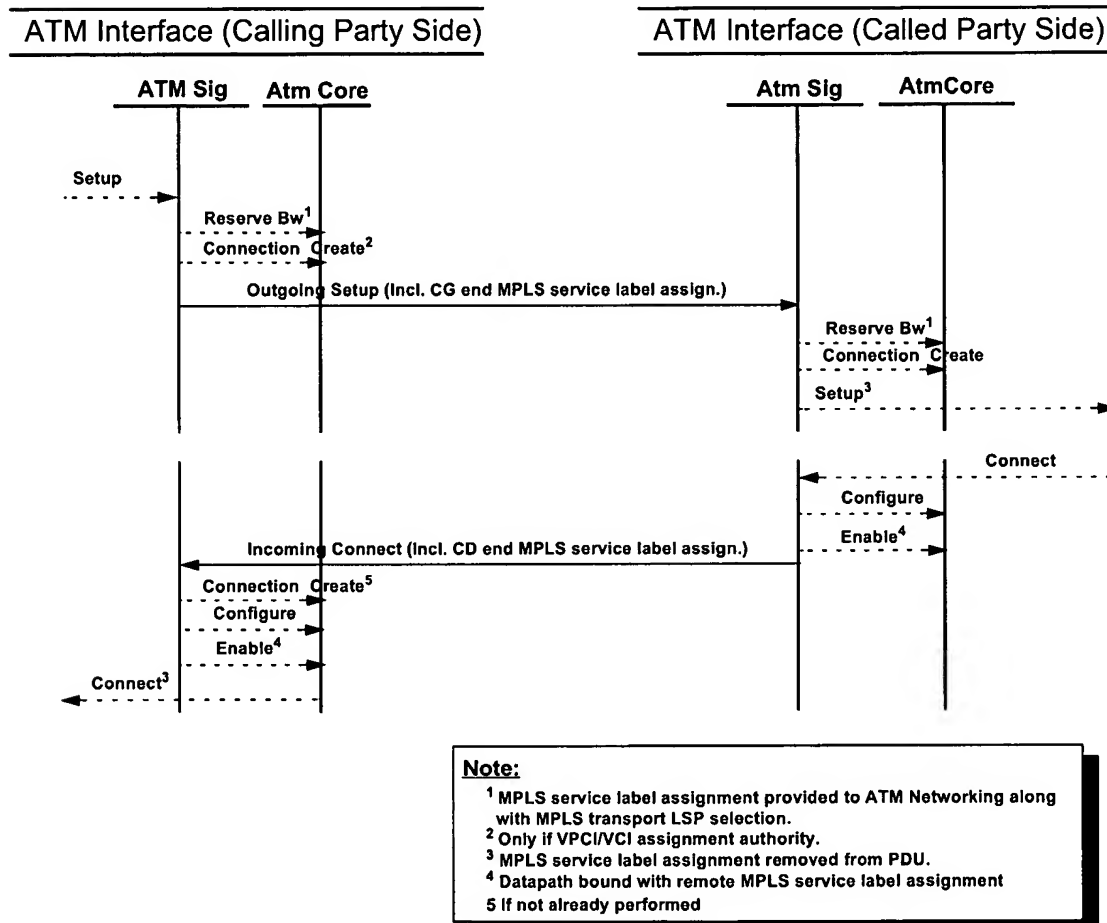 ATM Interface (Calling Party Side)
ATM Interface (Called Party Side)
ATM Sig
Atm Core
Atm Sig
AtmCore
Setup
Reserve Bw¹
Connection Create²
Outgoing Setup (Incl. CG end MPLS service label assign.)
Reserve Bw¹
Connection Create
Setup³
Connect
Configure
Enable⁴
Incoming Connect (Incl. CD end MPLS service label assign.)
Connection Create⁵
Configure
Enable⁴
Connect³
Note:
¹ MPLS service label assignment provided to ATM Networking along
with MPLS transport LSP selection.
² Only if VPCI/VCI assignment authority.
³ MPLS service label assignment removed from PDU.
⁴ Datapath bound with remote MPLS service label assignment
5 If not already performed